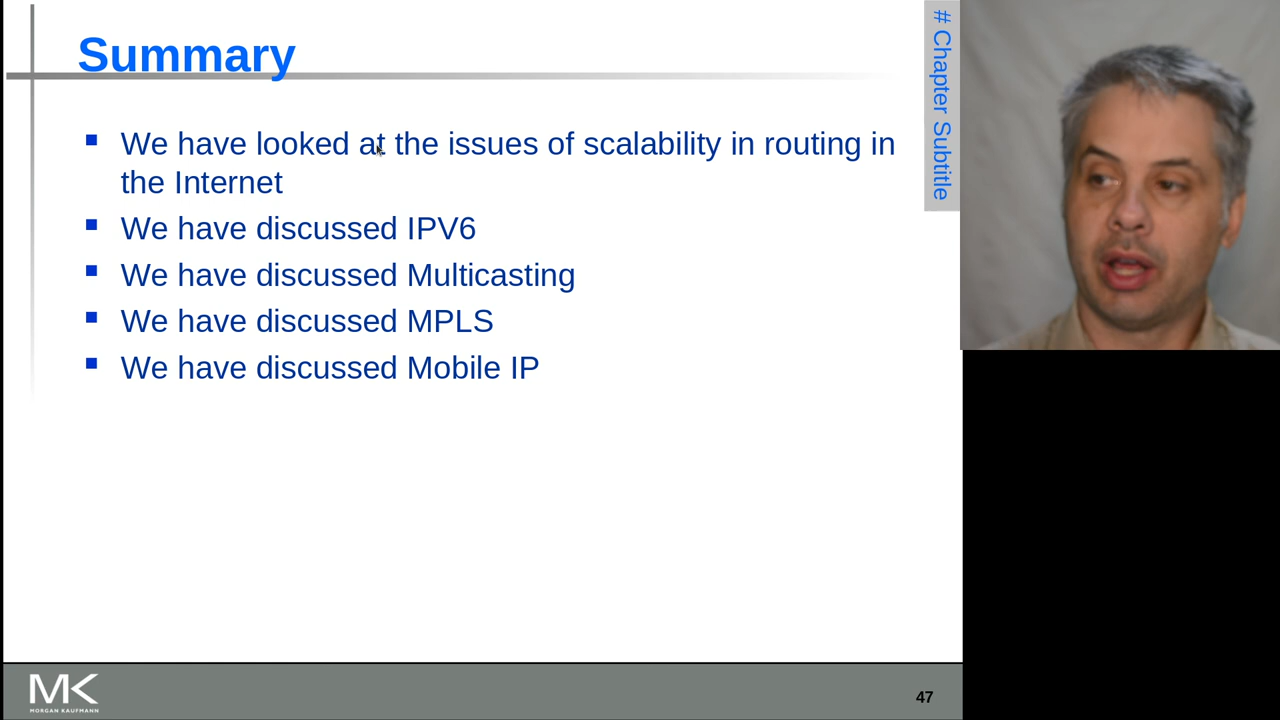 Summary
# Chapter Subtitle
We have looked at the issues of scalability in routing in
the Internet
We have discussed IPV6
We have discussed Multicasting
We have discussed MPLS
We have discussed Mobile IP
MK
MORGAN KAUFMANN
47